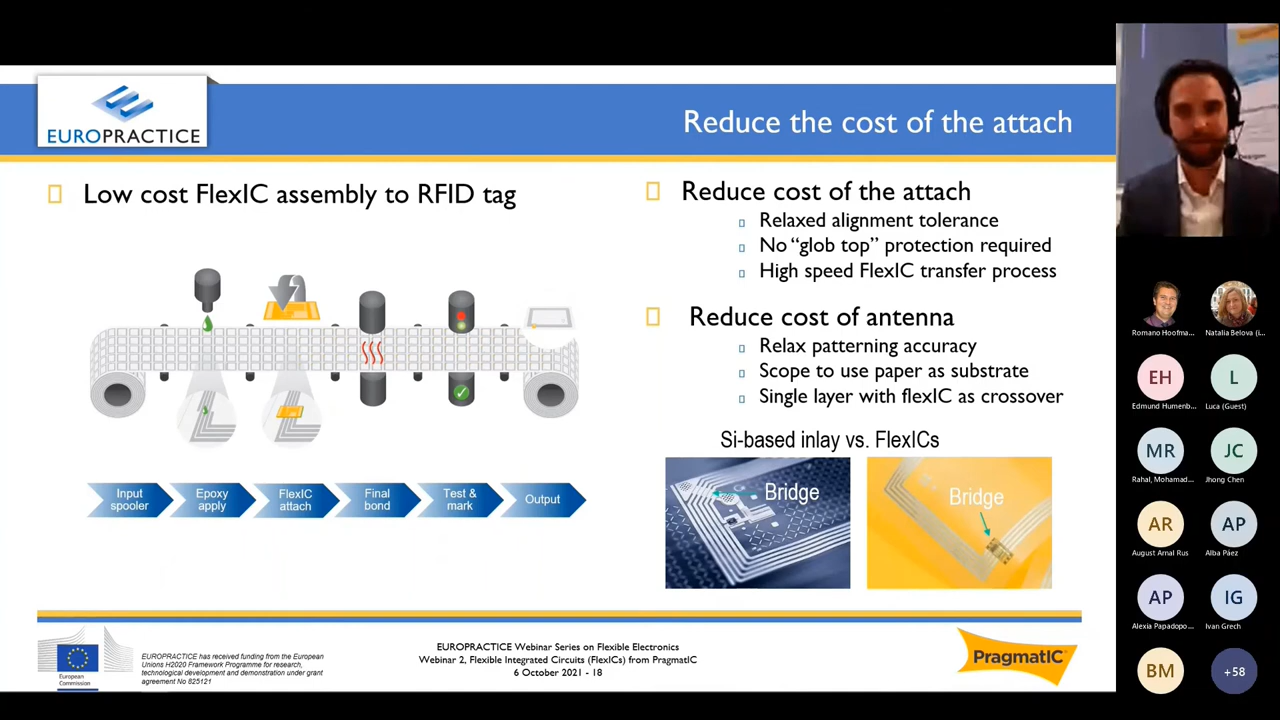 EUROPRACTICE
Reduce the cost of the attach
Low cost FlexIC assembly to RFID tag
Input
spooler
Epoxy
apply
FlexIC
attach
Final
bond
Test &
mark
Output
Reduce cost of the attach
Relaxed alignment tolerance
No “glob top” protection required
High speed FlexIC transfer process
Reduce cost of antenna
Relax patterning accuracy
Scope to use paper as substrate
Single layer with flexIC as crossover
Si-based inlay vs. FlexICs
Bridge
Bridge
European
Commission
EUROPRACTICE has received funding from the European
Unions H2020 Framework Programme for research,
technological development and demonstration under grant
agreement No 825121
EUROPRACTICE Webinar Series on Flexible Electronics
Webinar 2, Flexible Integrated Circuits (FlexICs) from PragmatIC
6 October 2021 - 18
PragmatIC
Romano Hoofma...
Natalia Belova (i...
EH
Edmund Humenb...
L
Luca (Guest)
MR
Rahal, Mohamad...
JC
Jhong Chen
AR
August Arnal Rus
AP
Alba Páez
AP
Alexia Papadopo...
IG
Ivan Grech
BM
+58